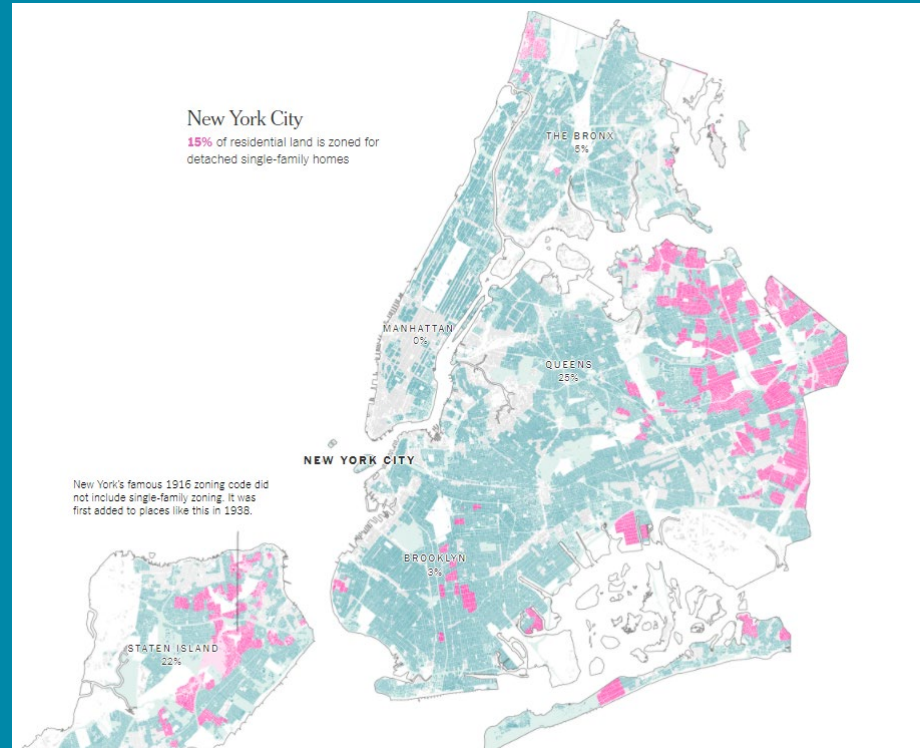 New York City
15% of residential land is zoned for
detached single-family homes
THE BRONX
6%
MANHATTAN
0%
QUEENS
25%
NEW YORK CITY
New York's famous 1916 zoning code did
not include single-family zoning. It was
first added to places like this in 1938.
BROOKLYN
3%
STATEN ISLAND
22%